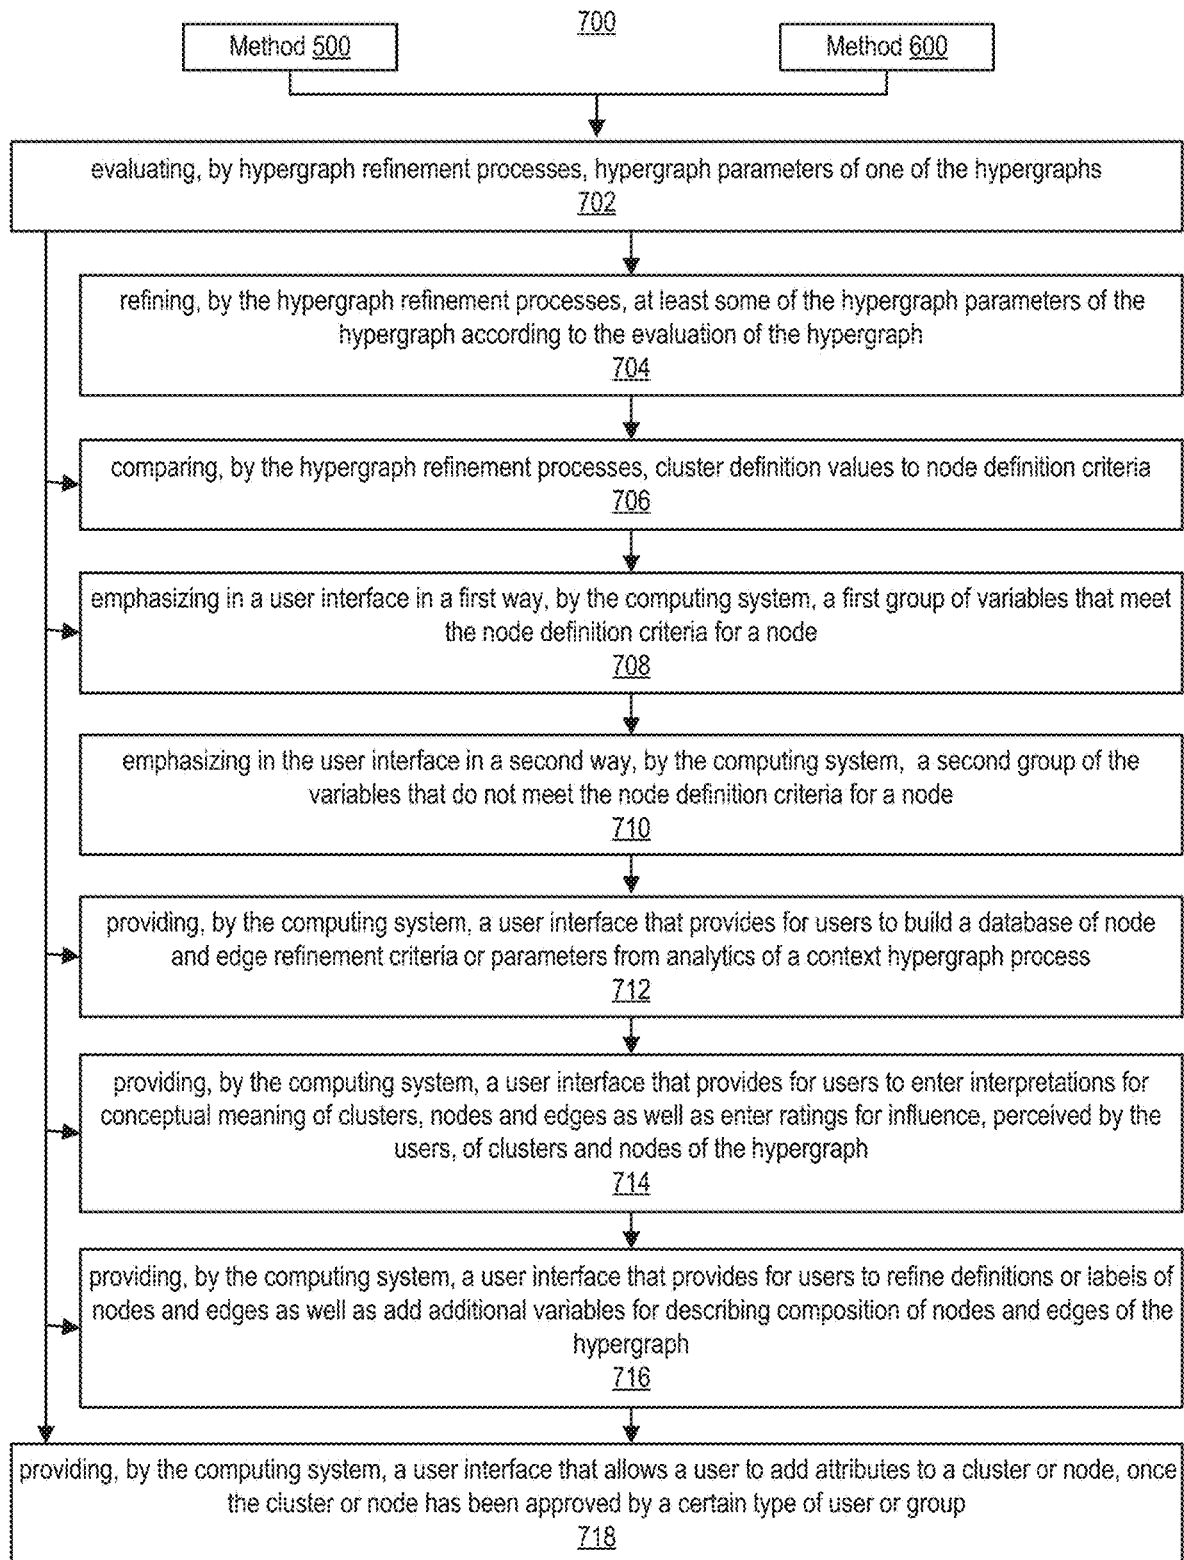 700
Method 500
Method 600
evaluating, by hypergraph refinement processes, hypergraph parameters of one of the hypergraphs
702
refining, by the hypergraph refinement processes, at least some of the hypergraph parameters of the
hypergraph according to the evaluation of the hypergraph
704
comparing, by the hypergraph refinement processes, cluster definition values to node definition criteria
706
emphasizing in a user interface in a first way, by the computing system, a first group of variables that meet
the node definition criteria for a node
708
emphasizing in the user interface in a second way, by the computing system, a second group of the
variables that do not meet the node definition criteria for a node
710
providing, by the computing system, a user interface that provides for users to build a database of node
and edge refinement criteria or parameters from analytics of a context hypergraph process
712
providing, by the computing system, a user interface that provides for users to enter interpretations for
conceptual meaning of clusters, nodes and edges as well as enter ratings for influence, perceived by the
users, of clusters and nodes of the hypergraph
714
providing, by the computing system, a user interface that provides for users to refine definitions or labels of
nodes and edges as well as add additional variables for describing composition of nodes and edges of the
hypergraph
716
providing, by the computing system, a user interface that allows a user to add attributes to a cluster or node, once
the cluster or node has been approved by a certain type of user or group
718